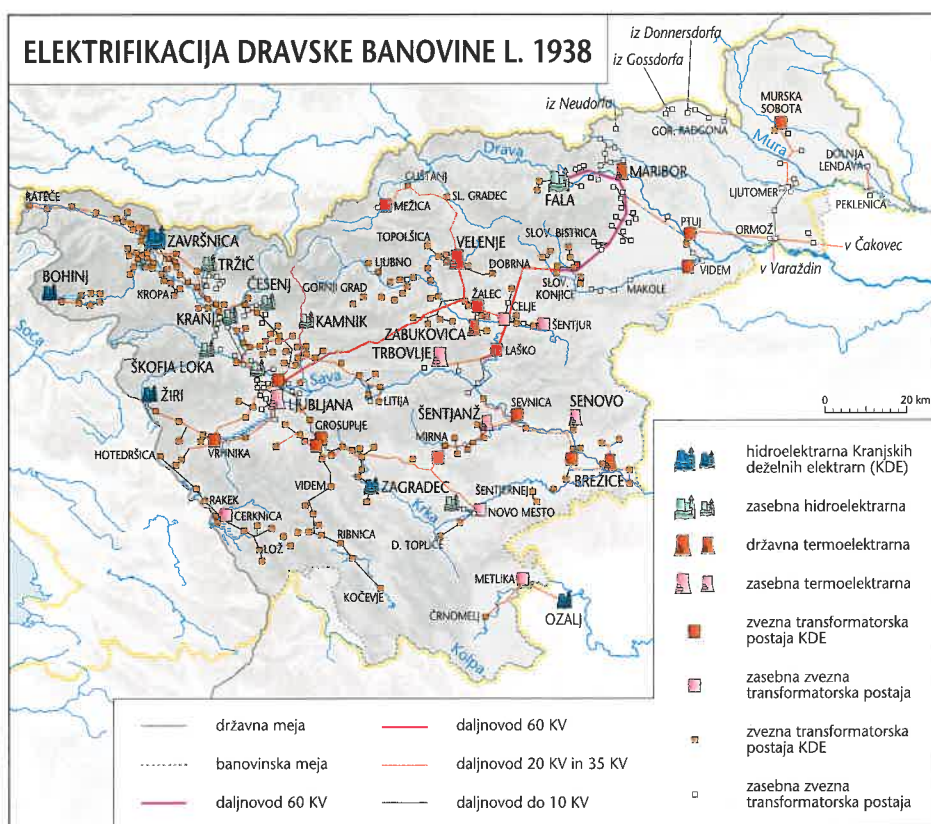 ELEKTRIFIKACIJA DRAVSKE BANOVINE L. 1938
iz Donnersdorfa
iz Gossdorfa
iz Neudorfa
MURSKA
SOBOTA
GOR. RADGONA
Mura
DOLNJA
LENDAVA
Drava
MARIBOR
GUŠTANJ
FALA
LJUTOMER
PEKLENICA
RATEČE
MEŽICA
SL. GRADEC
PTUJ
ORMOŽ
ZAVRŠNICA
TOPOLŠICA
VELENJE
SLOV. BISTRICA
v Čakovec
BOHINJ
TRŽIČ
LJUBNO
DOBRNA
VIDEM
v Varaždin
ČEŠENJ
GORNJI GRAD
SLOV.
KONJICE
MAKOLE
KROPA
ŽALEC
CELJE
KRANJ
KAMNIK
ZABUKOVICA
ŠENTJUR
Soča
TRBOVLJE
LAŠKO
ŠKOFJA LOKA
Sava
ŽIRI
LJUBLJANA
LITIJA
ŠENTJANŽ
SEVNICA
SENOVO
0 20 km
GROSUPLJE
MIRNA
HOTEDRŠICA
VRHNIKA
VIDEM
ZAGRADEC
ŠENTJERNEJ
BREŽICE
RAKEK
CERKNICA
Krka
NOVO MESTO
RIBNICA
D. TOPLICE
LOŽ
METLIKA
KOČEVJE
ČRNOMELJ
OZALJ
Kolpa
hidroelektrarna Kranjskih
deželnih elektrarn (KDE)
zasebna hidroelektrarna
državna termoelektrarna
zasebna termoelektrarna
zvezna transformatorska
postaja KDE
zasebna zvezna
transformatorska postaja
zvezna transformatorska
postaja KDE
zasebna zvezna
transformatorska postaja
državna meja
banovinska meja
daljnovod 60 KV
daljnovod 60 KV
daljnovod 20 KV in 35 KV
daljnovod do 10 KV